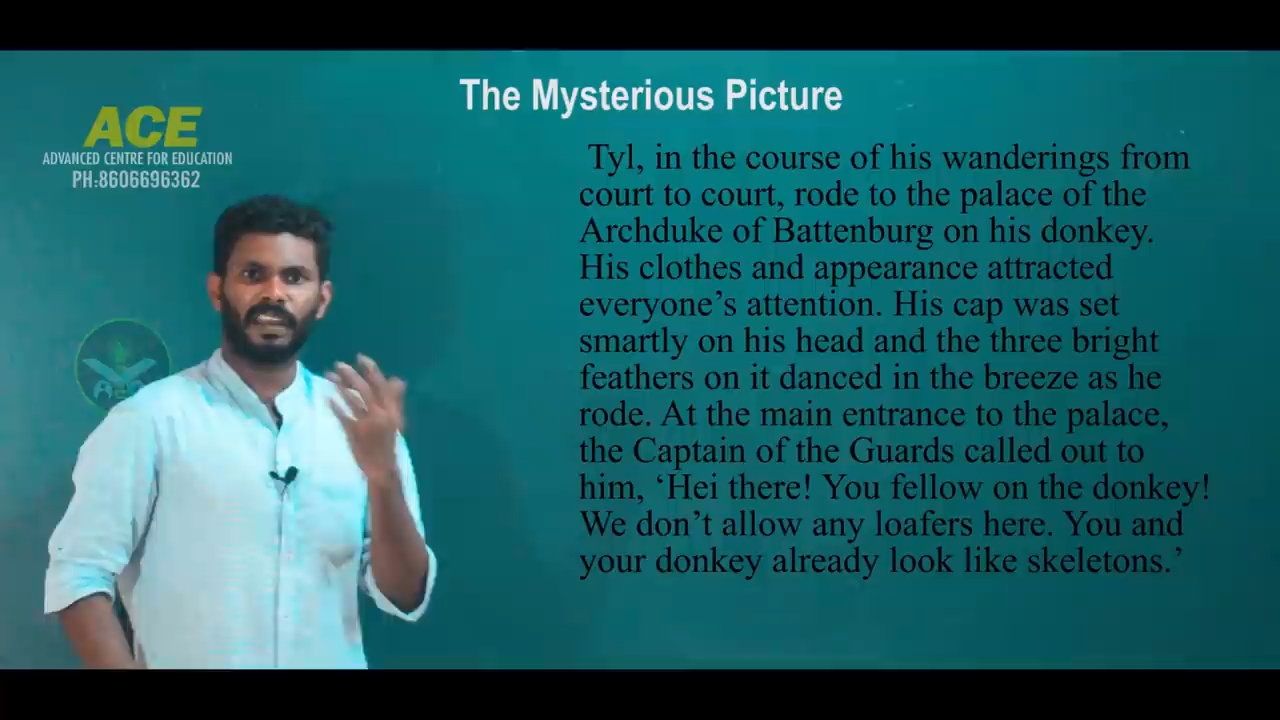 The Mysterious Picture
ACE
ADVANCED CENTRE FOR EDUCATION
PH:8606696362
Tyl, in the course of his wanderings from
court to court, rode to the palace of the
Archduke of Battenburg on his donkey.
His clothes and appearance attracted
everyone’s attention. His cap was set
smartly on his head and the three bright
feathers on it danced in the breeze as he
rode. At the main entrance to the palace,
the Captain of the Guards called out to
him, ‘Hei there! You fellow on the donkey!
We don’t allow any loafers here. You and
your donkey already look like skeletons.’